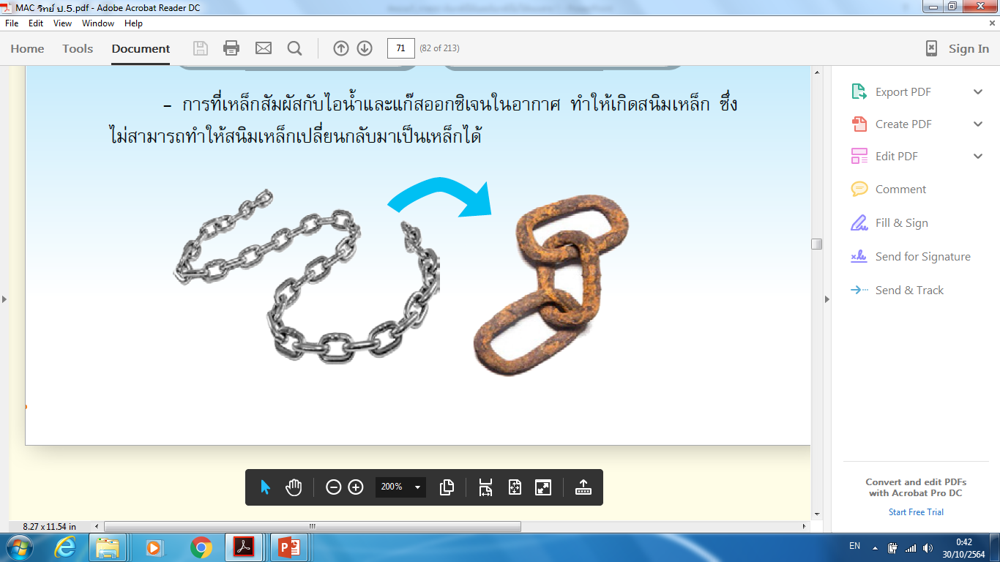 MAC วิทย์ ป.5.pdf - Adobe Acrobat Reader DC
File Edit View Window Help
Home Tools Document 71 (82 of 213) Sign In
- การที่เหล็กสัมผัสกับไอน้ำและแก๊สออกซิเจนในอากาศ ทำให้เกิดสนิมเหล็ก ซึ่ง
ไม่สามารถทำให้สนิมเหล็กเปลี่ยนกลับมาเป็นเหล็กได้
Export PDF
Create PDF
Edit PDF
Comment
Fill & Sign
Send for Signature
Send & Track
Convert and edit PDFs
with Acrobat Pro DC
Start Free Trial
200%
8.27 x 11.54 in
EN
0:42
30/10/2564